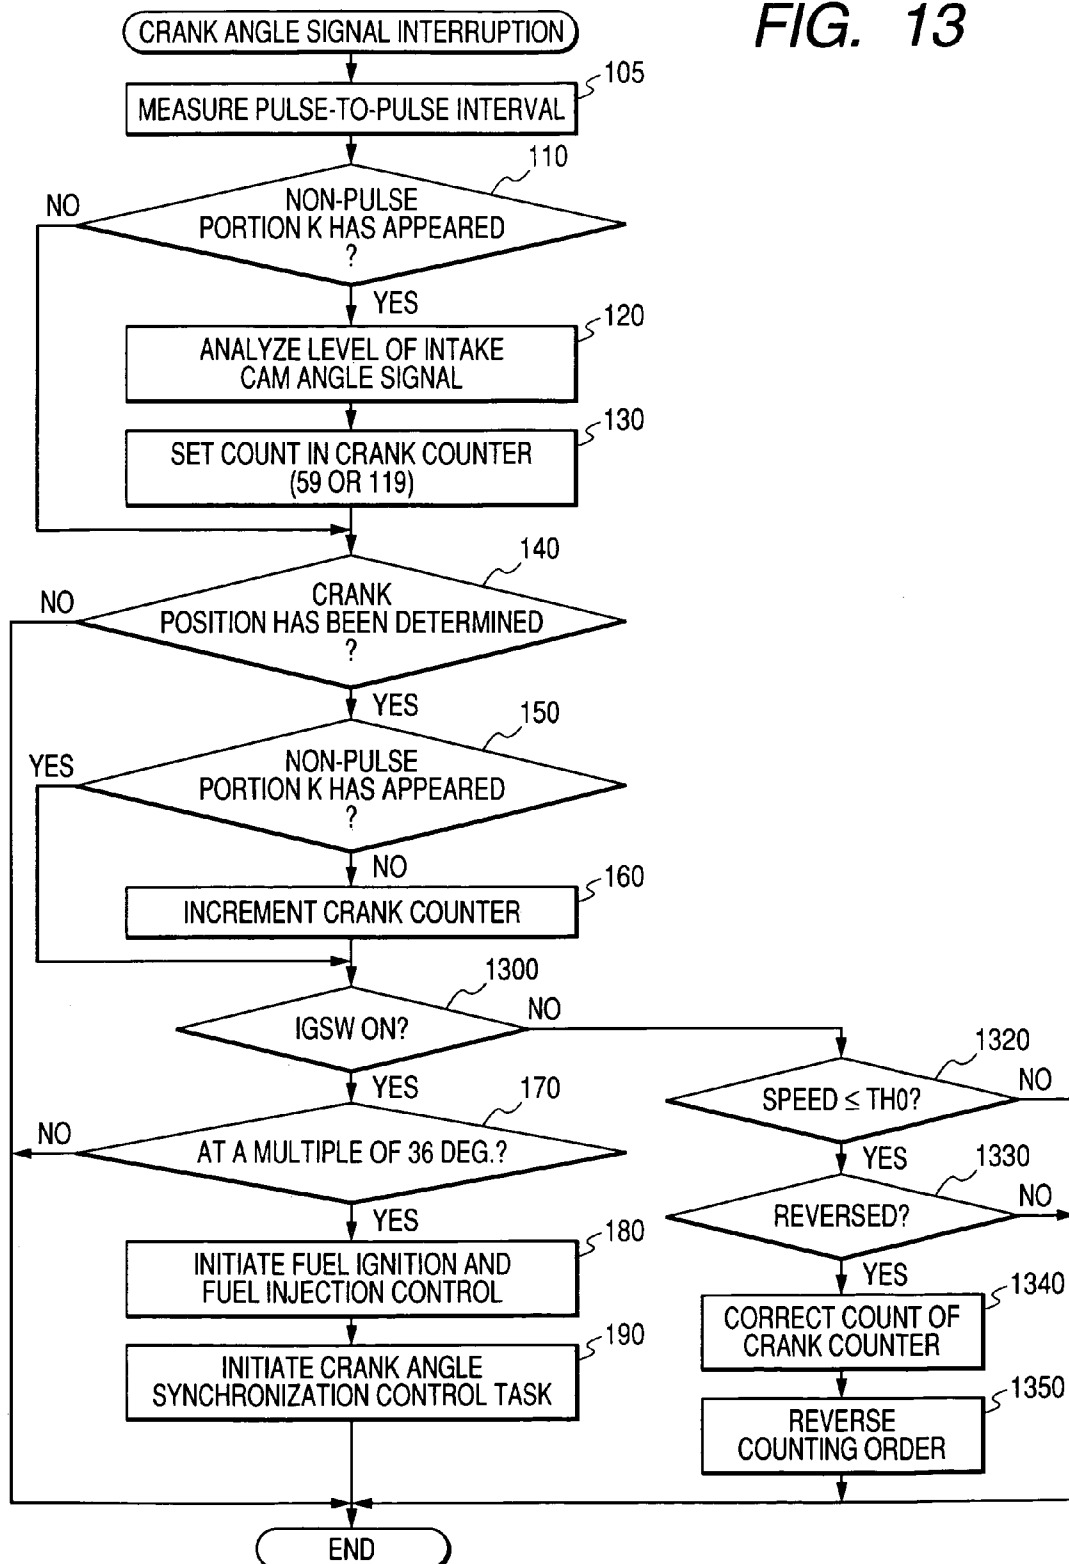 FIG. 13
CRANK ANGLE SIGNAL INTERRUPTION
105
MEASURE PULSE-TO-PULSE INTERVAL
110
NO
NON-PULSE
PORTION K HAS APPEARED
?
YES
120
ANALYZE LEVEL OF INTAKE
CAM ANGLE SIGNAL
130
SET COUNT IN CRANK COUNTER
(59 OR 119)
140
NO
CRANK
POSITION HAS BEEN DETERMINED
?
YES
150
YES
NON-PULSE
PORTION K HAS APPEARED
?
NO
160
INCREMENT CRANK COUNTER
1300
IGSW ON?
NO
YES
170
NO
AT A MULTIPLE OF 36 DEG.?
YES
180
INITIATE FUEL IGNITION AND
FUEL INJECTION CONTROL
190
INITIATE CRANK ANGLE
SYNCHRONIZATION CONTROL TASK
1320
SPEED ≤ TH0?
NO
YES
1330
REVERSED?
NO
YES
1340
CORRECT COUNT OF
CRANK COUNTER
1350
REVERSE
COUNTING ORDER
END